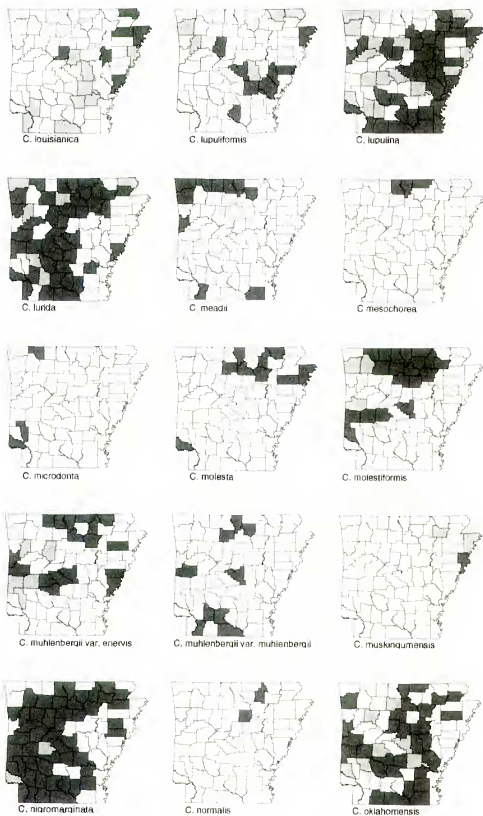 C. louisianica
C. lupuliformis
C. lupulina
C. lurida
C. meadii
C mesochorea
C. microdonta
C. molesta
C. molestiformis
C. muhlenbergii var. enervis
C. muhlenbergii var. muhlenbergii
C. muskingumensis
C. nigromarginata
C. normalis
C. oklahomensis